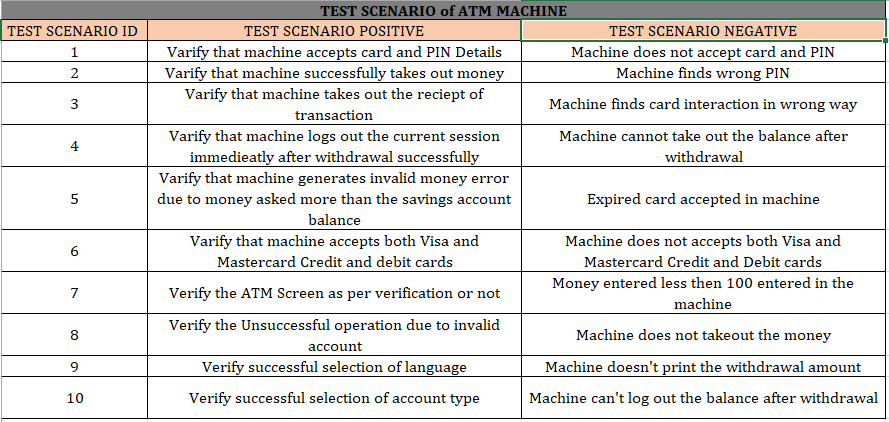 TEST SCENARIO of ATM MACHINE
TEST SCENARIO ID TEST SCENARIO POSITIVE TEST SCENARIO NEGATIVE
1 Varify that machine accepts card and PIN Details Machine does not accept card and PIN
2 Varify that machine successfully takes out money Machine finds wrong PIN
3 Varify that machine takes out the reciept of
transaction Machine finds card interaction in wrong way
4 Varify that machine logs out the current session
immedieatly after withdrawal successfully Machine cannot take out the balance after
withdrawal
5 Varify that machine generates invalid money error
due to money asked more than the savings account
balance Expired card accepted in machine
6 Varify that machine accepts both Visa and
Mastercard Credit and debit cards Machine does not accepts both Visa and
Mastercard Credit and Debit cards
7 Verify the ATM Screen as per verification or not Money entered less then 100 entered in the
machine
8 Verify the Unsuccessful operation due to invalid
account Machine does not takeout the money
9 Verify successful selection of language Machine doesn't print the withdrawal amount
10 Verify successful selection of account type Machine can't log out the balance after withdrawal